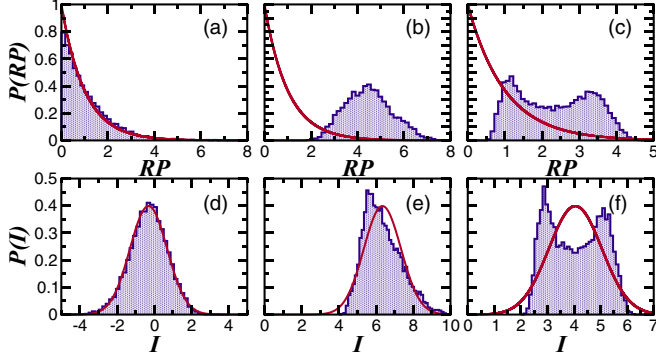 1
0.8
0.6
0.4
0.2
0
P(RP)
(a)
(b)
(c)
0 2 4 6 8
0 2 4 6 8
0 1 2 3 4 5
RP
RP
RP
0.5
0.4
0.3
0.2
0.1
0
P(I)
(d)
(e)
(f)
-4 -2 0 2 4
0 2 4 6 8 10
0 1 2 3 4 5 6 7
I
I
I